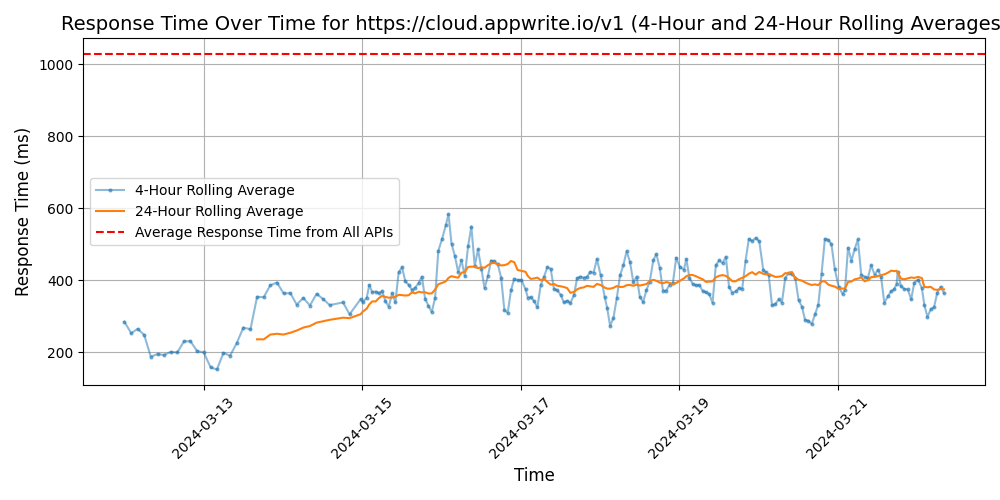 Response Time Over Time for https://cloud.appwrite.io/v1 (4-Hour and 24-Hour Rolling Averages
1000
800
600
400
200
Response Time (ms)
4-Hour Rolling Average
24-Hour Rolling Average
Average Response Time from All APIs
2024-03-13
2024-03-15
2024-03-17
2024-03-19
2024-03-21
Time